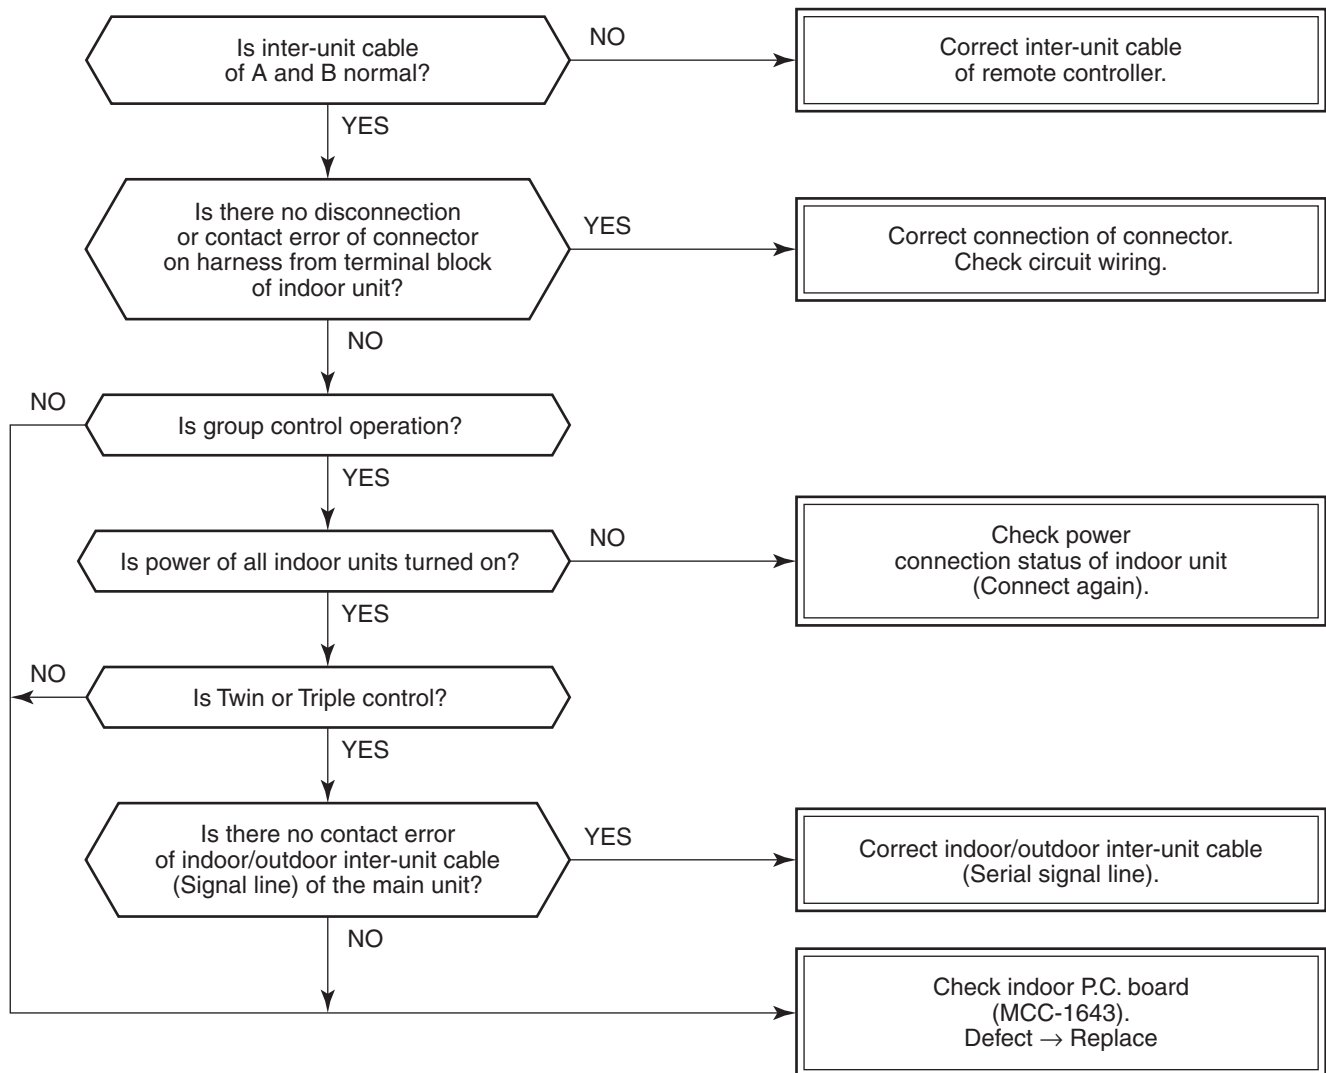 Is inter-unit cable
of A and B normal?
NO
Correct inter-unit cable
of remote controller.
YES
Is there no disconnection
or contact error of connector
on harness from terminal block
of indoor unit?
YES
Correct connection of connector.
Check circuit wiring.
NO
NO
Is group control operation?
YES
Is power of all indoor units turned on?
NO
Check power
connection status of indoor unit
(Connect again).
YES
NO
Is Twin or Triple control?
YES
Is there no contact error
of indoor/outdoor inter-unit cable
(Signal line) of the main unit?
YES
Correct indoor/outdoor inter-unit cable
(Serial signal line).
NO
Check indoor P.C. board
(MCC-1643).
Defect → Replace